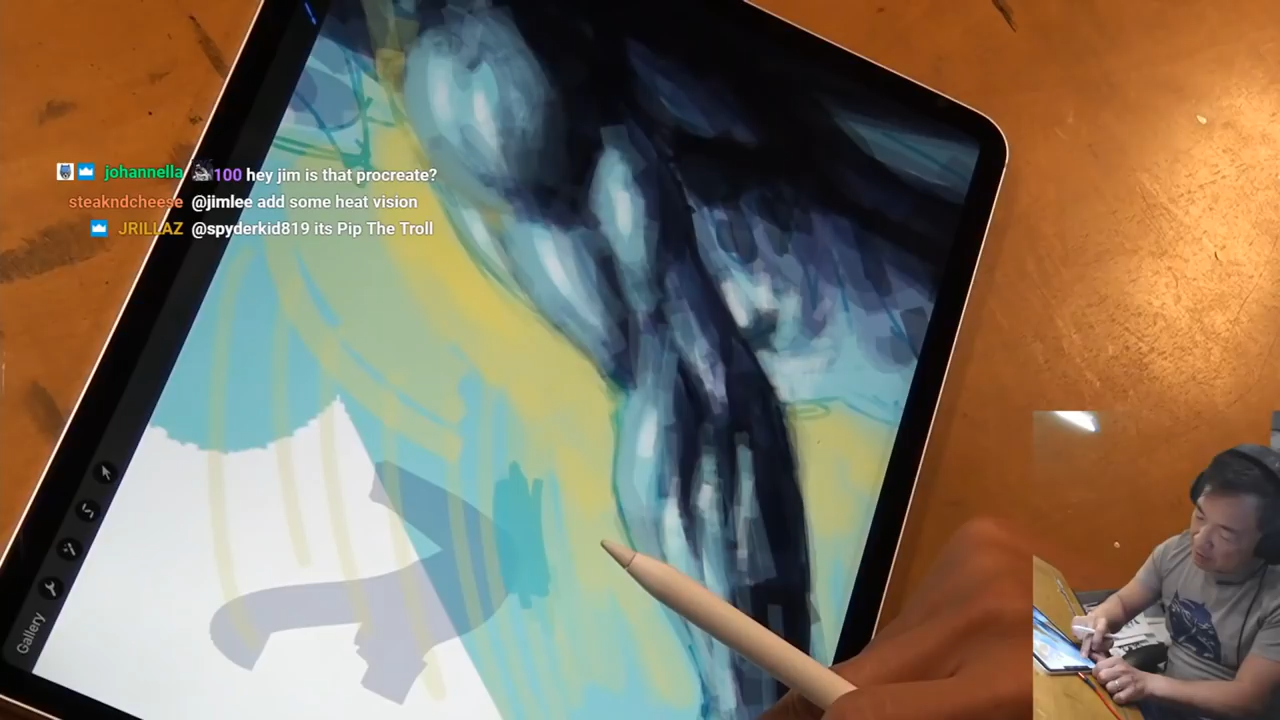 johannella 100 hey jim is that procreate?
steakndcheese @jimlee add some heat vision
JRILLAZ @spyderkid819 its Pip The Troll
Gallery